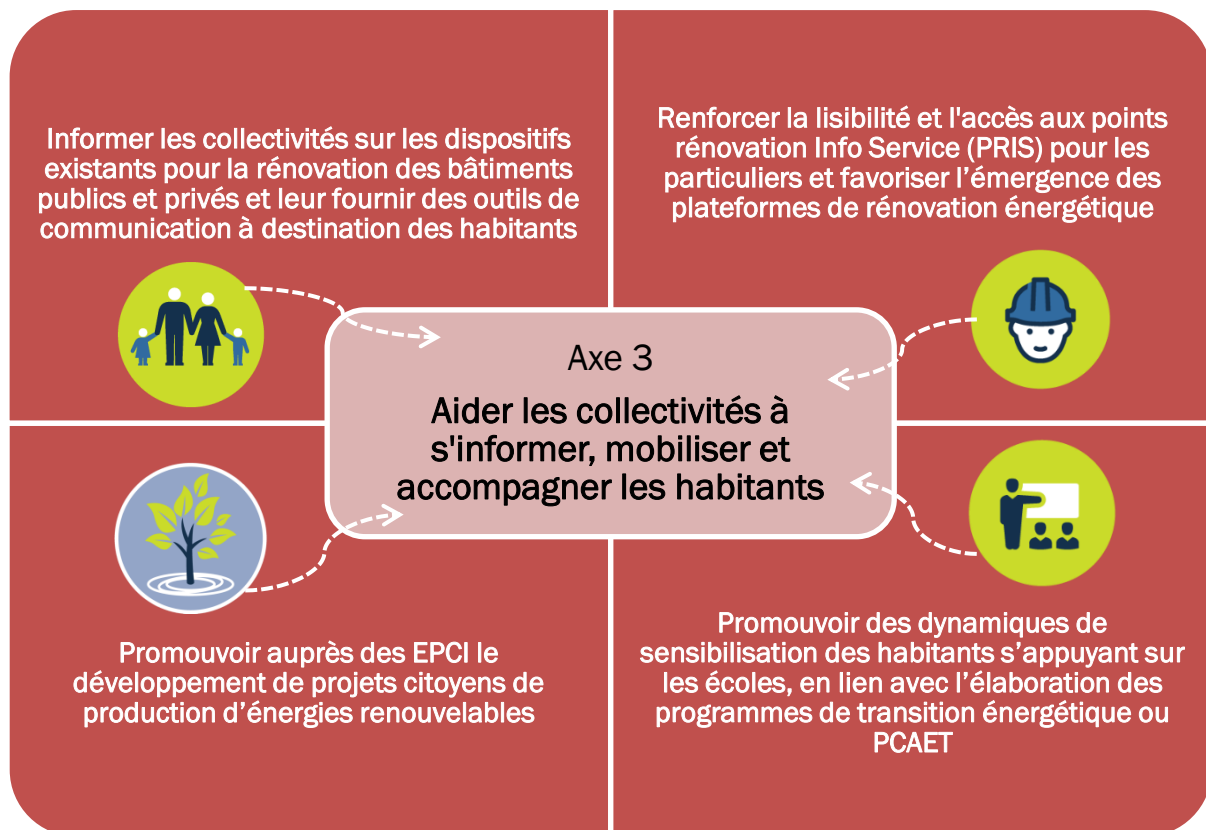 Informer les collectivités sur les dispositifs
existants pour la rénovation des bâtiments
publics et privés et leur fournir des outils de
communication à destination des habitants
Renforcer la lisibilité et l'accès aux points
rénovation Info Service (PRIS) pour les
particuliers et favoriser l’émergence des
plateformes de rénovation énergétique
Axe 3
Aider les collectivités à
s'informer, mobiliser et
accompagner les habitants
Promouvoir auprès des EPCI le
développement de projets citoyens de
production d’énergies renouvelables
Promouvoir des dynamiques de
sensibilisation des habitants s’appuyant sur
les écoles, en lien avec l’élaboration des
programmes de transition énergétique ou
PCAET